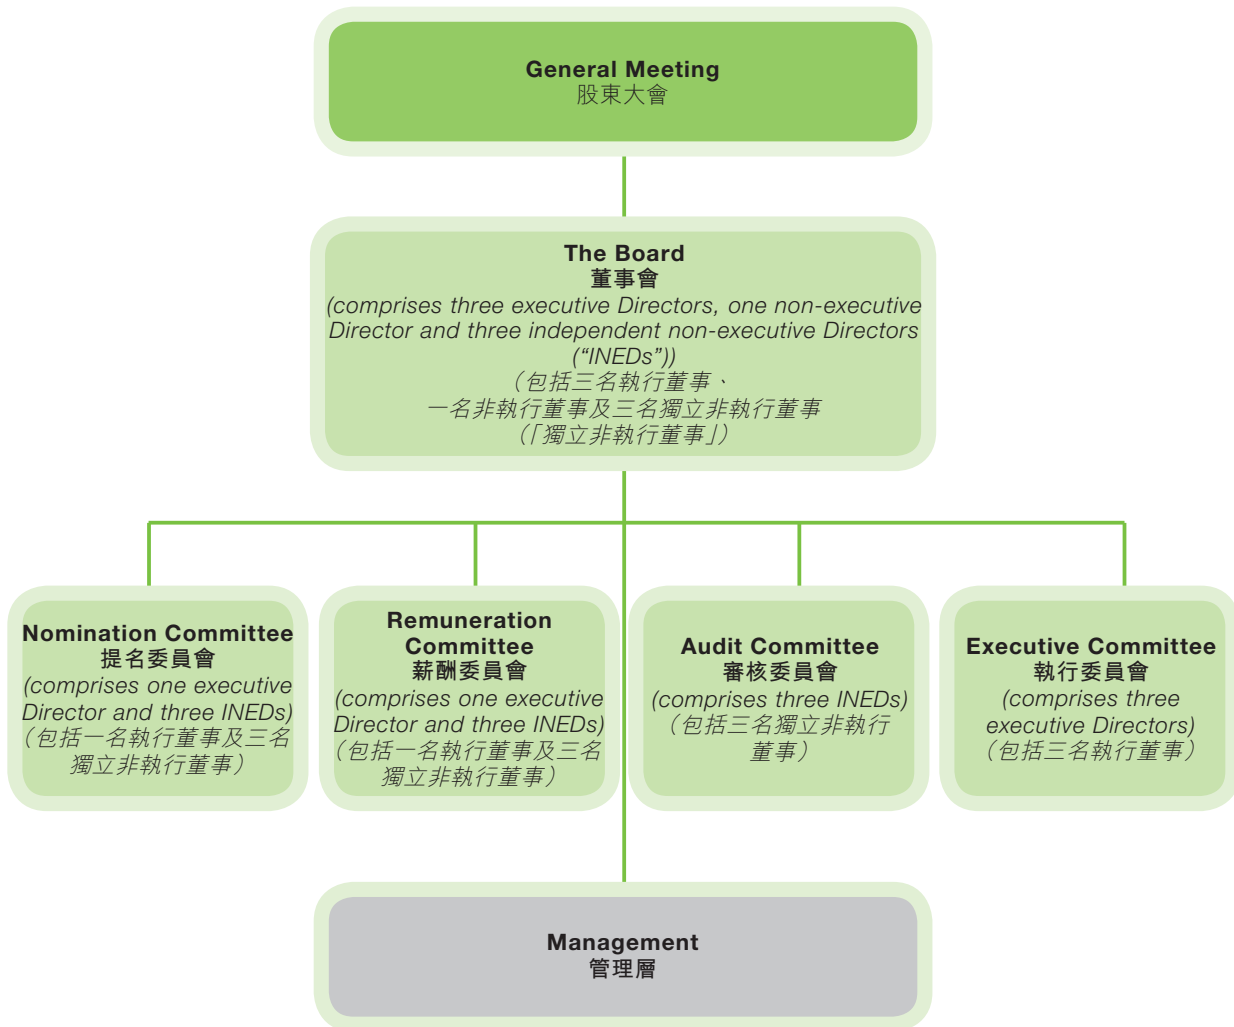 General Meeting
股東大會
The Board
董事會
(comprises three executive Directors, one non-executive
Director and three independent non-executive Directors
(“INEDs”))
（包括三名執行董事、
一名非執行董事及三名獨立非執行董事
（「獨立非執行董事」）
Nomination Committee
提名委員會
(comprises one executive
Director and three INEDs)
（包括一名執行董事及三名
獨立非執行董事）
Remuneration
Committee
薪酬委員會
(comprises one executive
Director and three INEDs)
（包括一名執行董事及三名
獨立非執行董事）
Audit Committee
審核委員會
(comprises three INEDs)
（包括三名獨立非執行
董事）
Executive Committee
執行委員會
(comprises three
executive Directors)
（包括三名執行董事）
Management
管理層